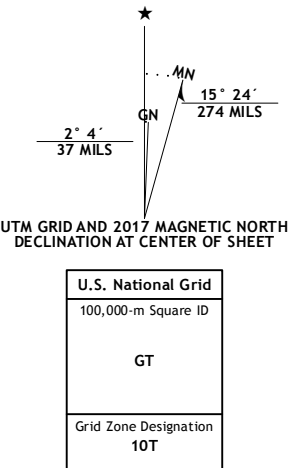 ★
MN
GN
15° 24´
274 MILS
2° 4´
37 MILS
UTM GRID AND 2017 MAGNETIC NORTH
DECLINATION AT CENTER OF SHEET
U.S. National Grid
100,000-m Square ID
GT
Grid Zone Designation
10T